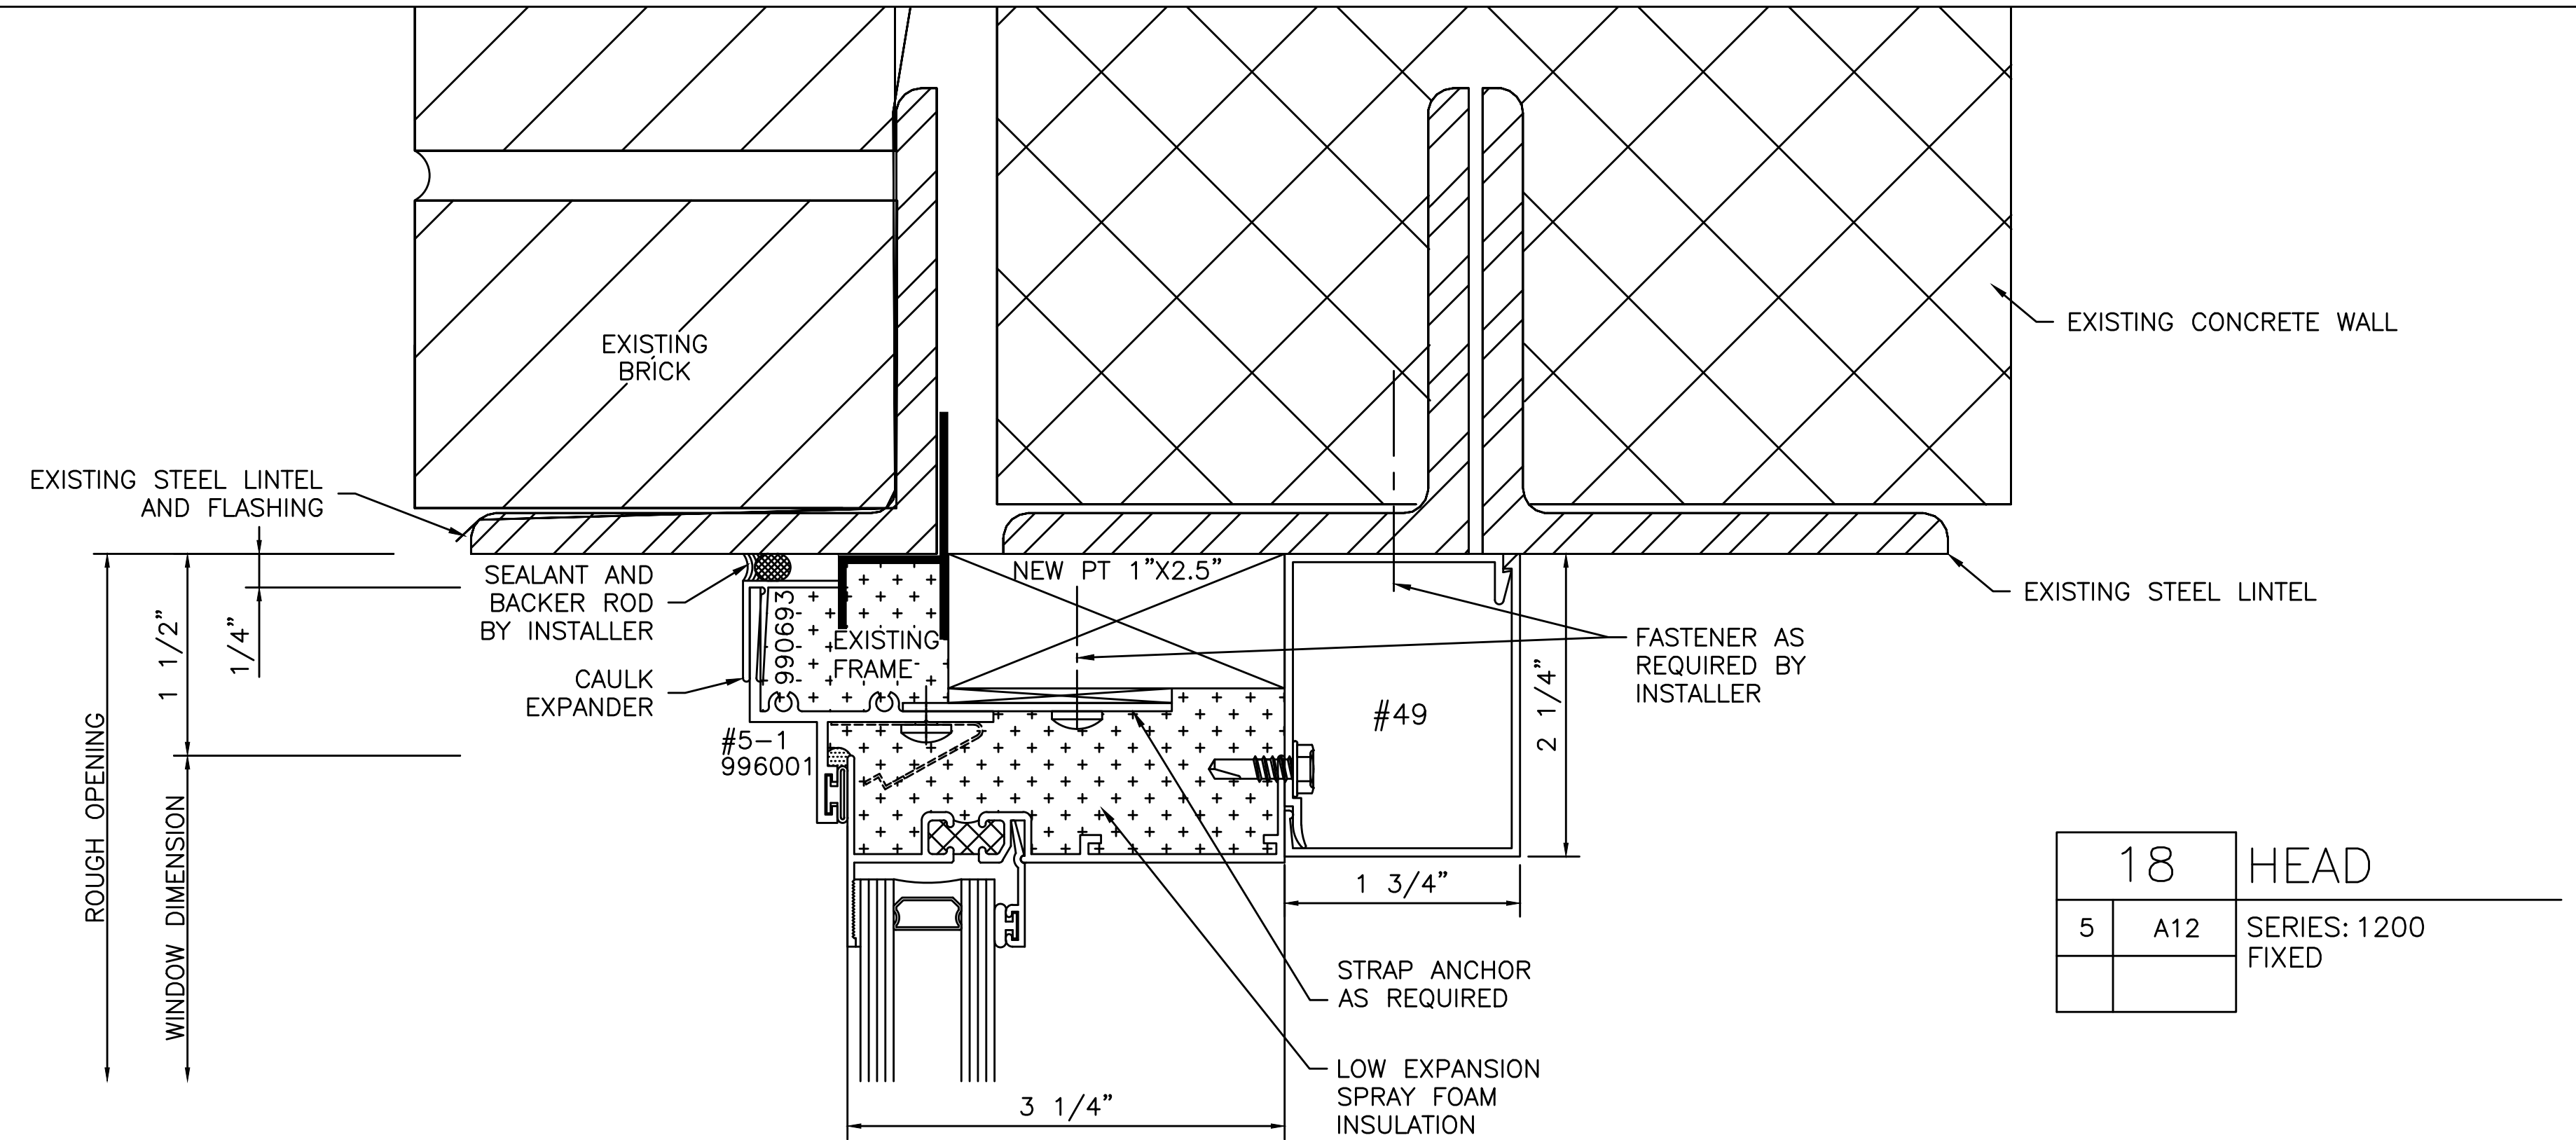 EXISTING
BRICK
EXISTING CONCRETE WALL
EXISTING STEEL LINTEL
AND FLASHING
SEALANT AND
BACKER ROD
BY INSTALLER
NEW PT 1"X2.5"
EXISTING STEEL LINTEL
1 1/2"
1/4"
990693
EXISTING
FRAME
FASTENER AS
REQUIRED BY
INSTALLER
CAULK
EXPANDER
#49
2 1/4"
#5-1
996001
ROUGH OPENING
WINDOW DIMENSION
1 3/4"
18
HEAD
5
A12
SERIES: 1200
FIXED
STRAP ANCHOR
AS REQUIRED
LOW EXPANSION
SPRAY FOAM
INSULATION
3 1/4"